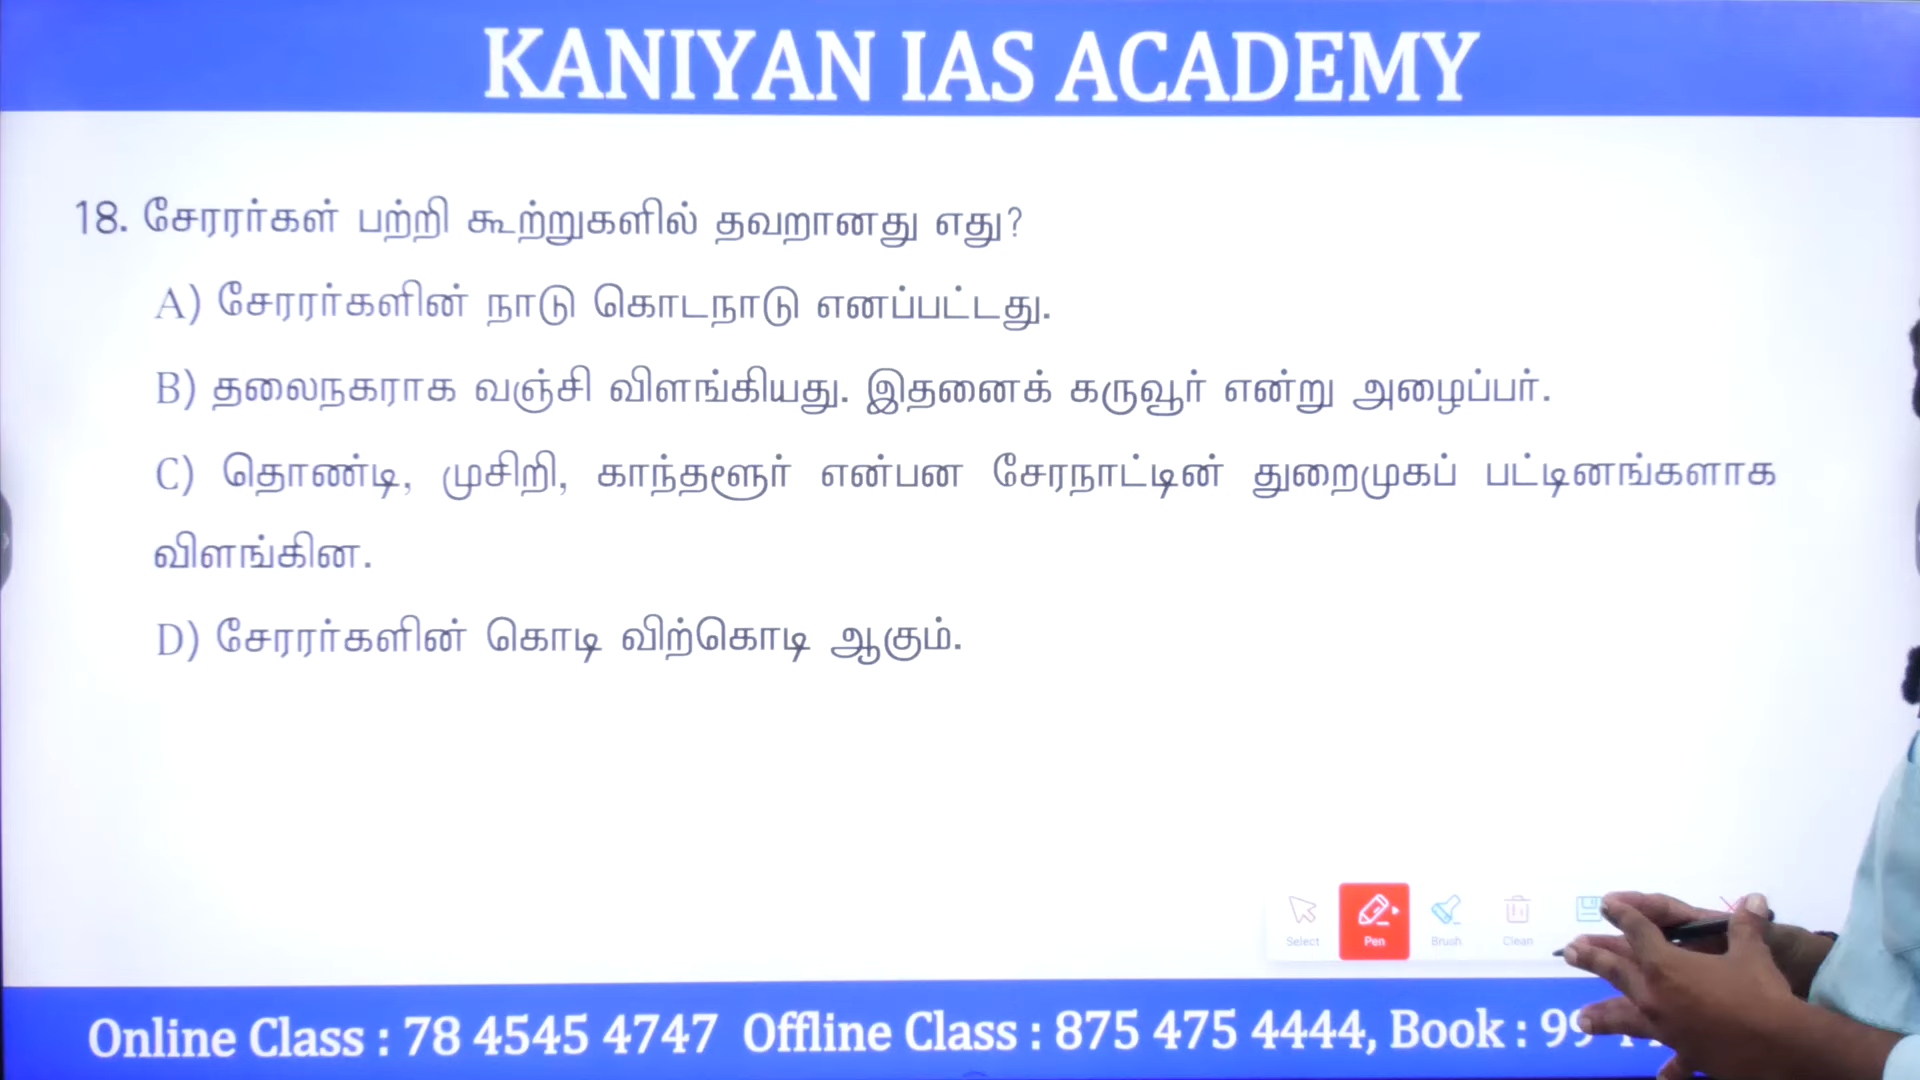 KANIYAN IAS ACADEMY
18. சேரரர்கள் பற்றி கூற்றுகளில் தவறானது எது?
A) சேரரர்களின் நாடு கொடநாடு எனப்பட்டது.
B) தலைநகராக வஞ்சி விளங்கியது. இதனைக் கருவூர் என்று அழைப்பர்.
C) தொண்டி, முசிறி, காந்தளூர் என்பன சேரநாட்டின் துறைமுகப் பட்டினங்களாக
விளங்கின.
D) சேரரர்களின் கொடி விற்கொடி ஆகும்.
Select Pen Brush Clean
Online Class : 78 4545 4747 Offline Class : 875 475 4444, Book : 99